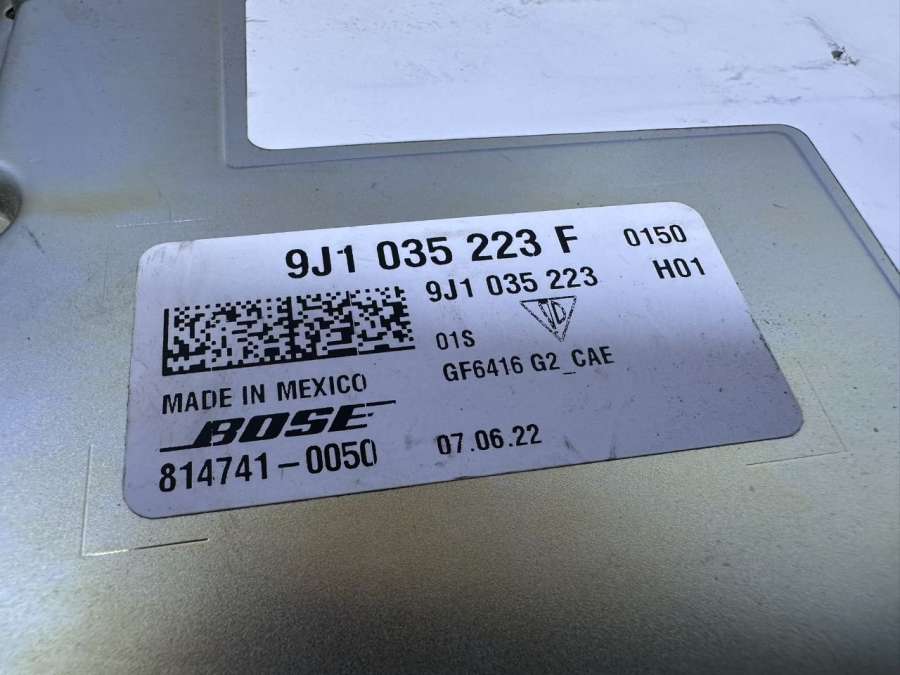 9J1 035 223 F 0150
9J1 035 223 H01
01S
GF6416 G2_CAE
MADE IN MEXICO
BOSE
814741-0050 07.06.22